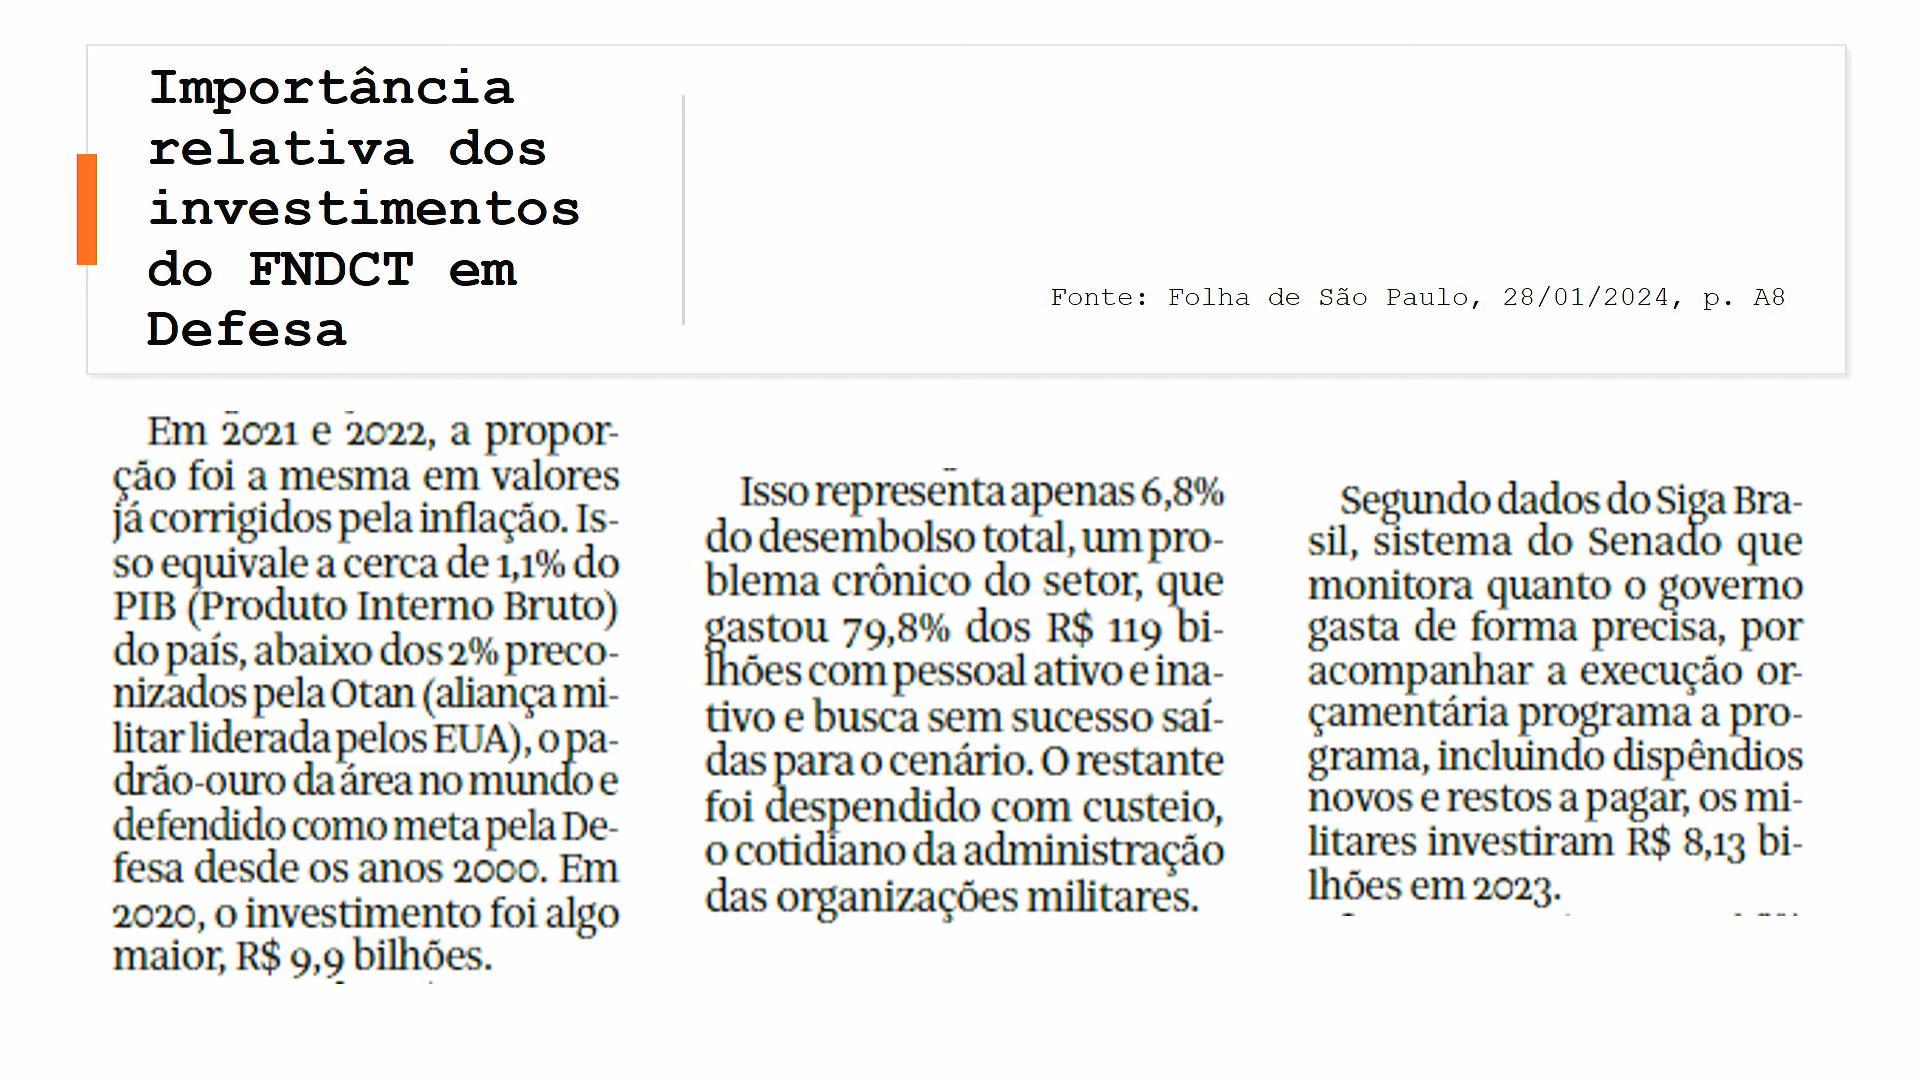 Importância
relativa dos
investimentos
do FNDCT em
Defesa
Fonte: Folha de São Paulo, 28/01/2024, p. A8
Em 2021 e 2022, a propor-
ção foi a mesma em valores
já corrigidos pela inflação. Is-
so equivale a cerca de 1,1% do
PIB (Produto Interno Bruto)
do país, abaixo dos 2% preco-
nizados pela Otan (aliança mi-
litar liderada pelos EUA), o pa-
drão-ouro da área no mundo e
defendido como meta pela De-
fesa desde os anos 2000. Em
2020, o investimento foi algo
maior, R$ 9,9 bilhões.
Isso representa apenas 6,8%
do desembolso total, um pro-
blema crônico do setor, que
gastou 79,8% dos R$ 119 bi-
lhões com pessoal ativo e ina-
tivo e busca sem sucesso saí-
das para o cenário. O restante
foi despendido com custeio,
o cotidiano da administração
das organizações militares.
Segundo dados do Siga Bra-
sil, sistema do Senado que
monitora quanto o governo
gasta de forma precisa, por
acompanhar a execução or-
çamentária programa a pro-
grama, incluindo dispêndios
novos e restos a pagar, os mi-
litares investiram R$ 8,13 bi-
lhões em 2023.